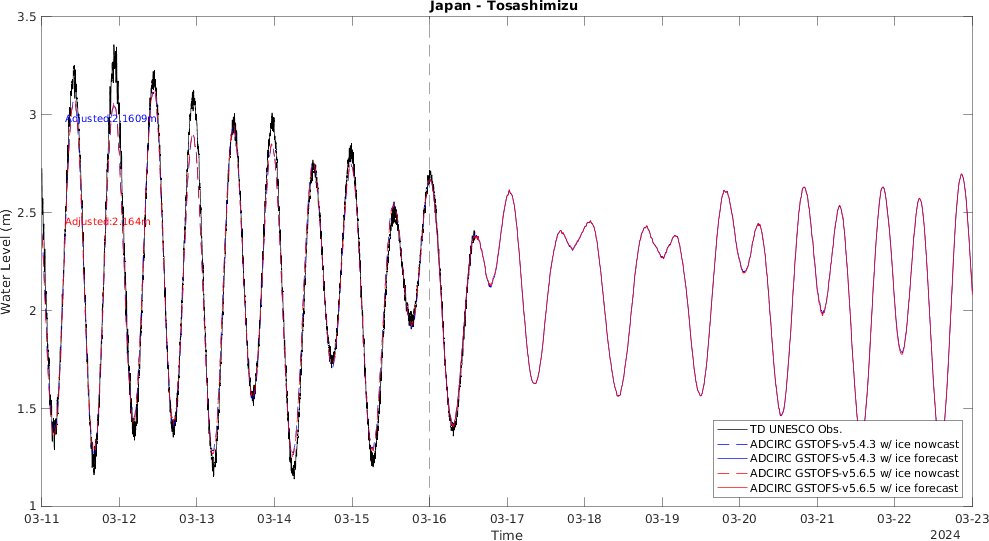 Japan - Tosashimizu
3.5
3
2.5
2
1.5
1
Water Level (m)
Adjusted:2.1609m
Adjusted:2.164m
TD UNESCO Obs.
ADCIRC GSTOFS-v5.4.3 w/ ice nowcast
ADCIRC GSTOFS-v5.4.3 w/ ice forecast
ADCIRC GSTOFS-v5.6.5 w/ ice nowcast
ADCIRC GSTOFS-v5.6.5 w/ ice forecast
03-11 03-12 03-13 03-14 03-15 03-16 03-17 03-18 03-19 03-20 03-21 03-22 03-23
Time
2024